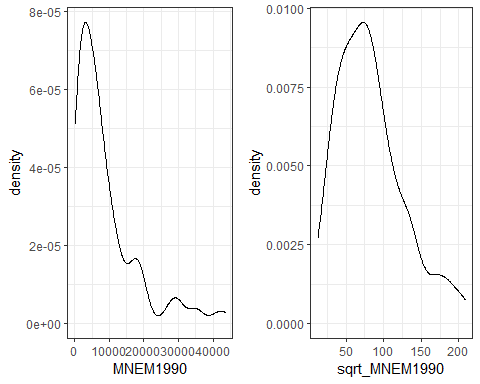 8e-05
6e-05
4e-05
2e-05
0e+00
density
0 10000 20000 30000 40000
MNEM1990
0.0100
0.0075
0.0050
0.0025
0.0000
density
50 100 150 200
sqrt_MNEM1990